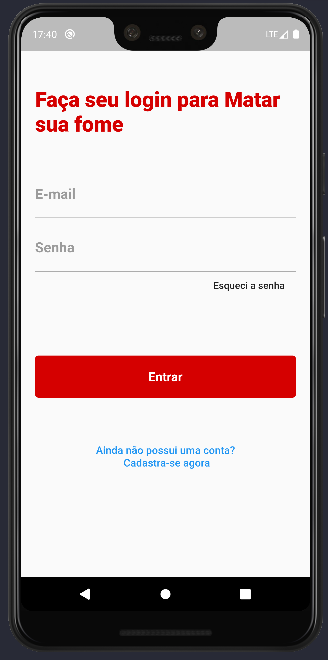 17:40
LTE
Faça seu login para Matar
sua fome
E-mail
Senha
Esqueci a senha
Entrar
Ainda não possui uma conta?
Cadastra-se agora